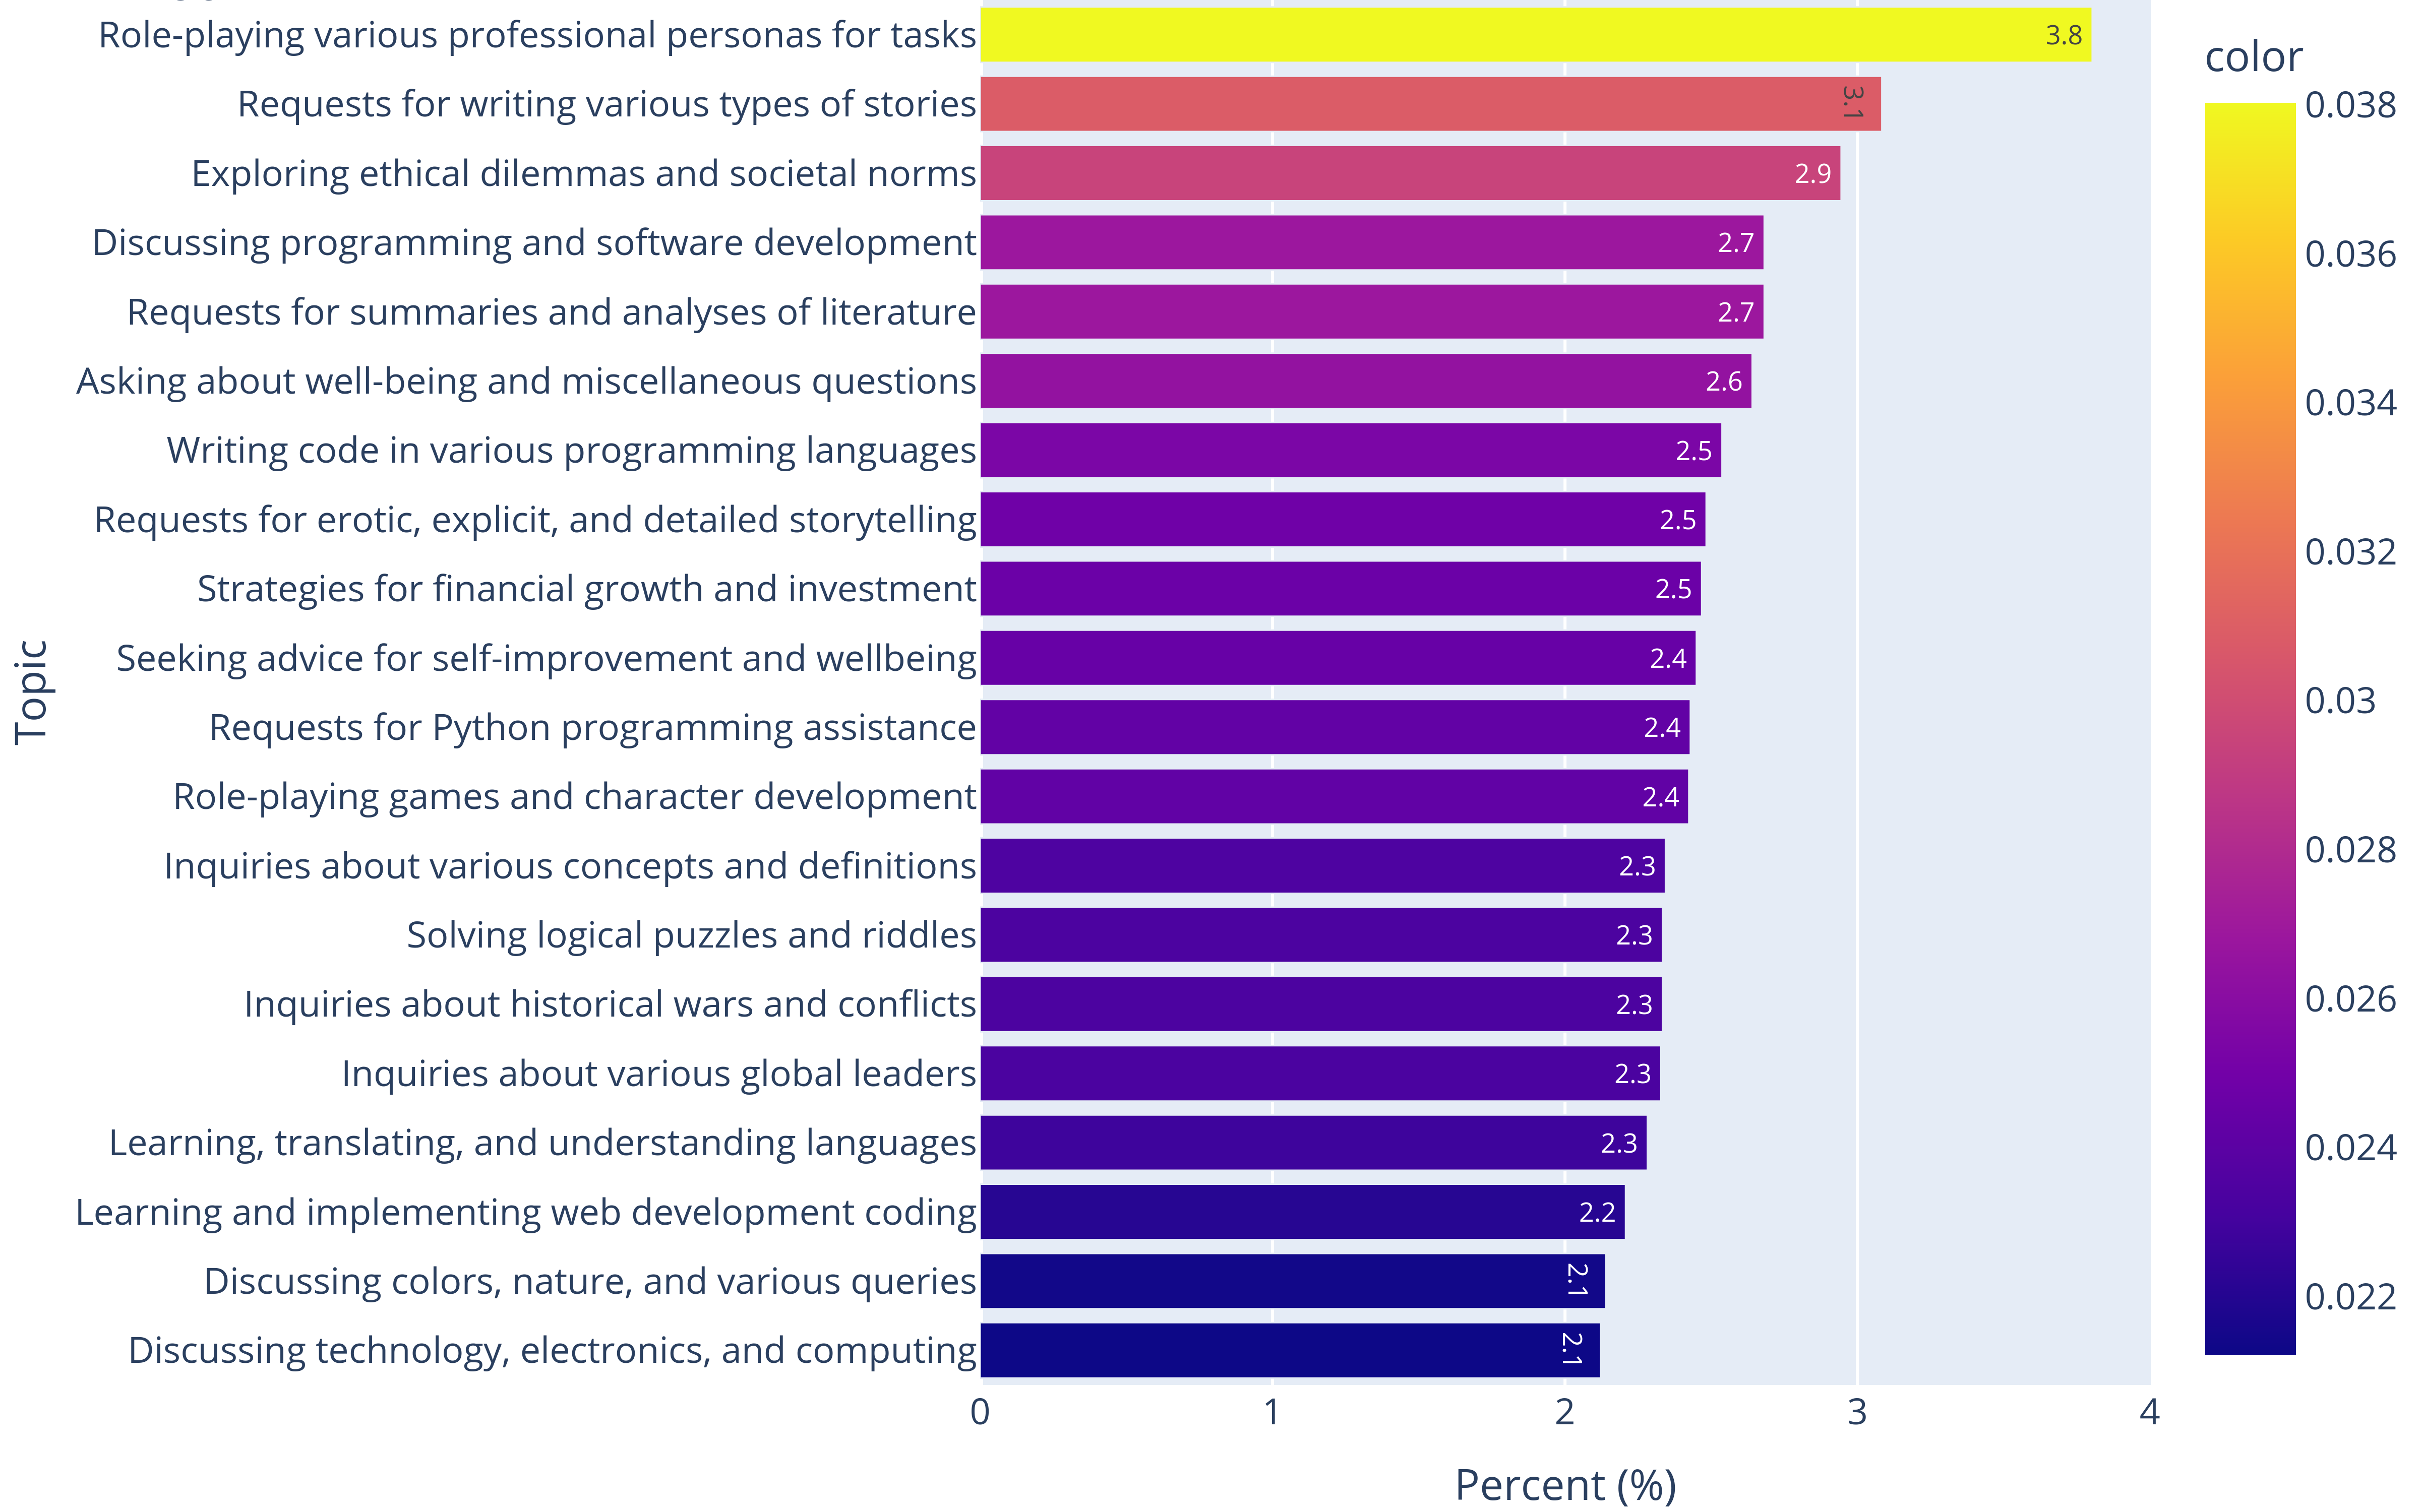 Role-playing various professional personas for tasks 3.8
Requests for writing various types of stories 3.1
Exploring ethical dilemmas and societal norms 2.9
Discussing programming and software development 2.7
Requests for summaries and analyses of literature 2.7
Asking about well-being and miscellaneous questions 2.6
Writing code in various programming languages 2.5
Requests for erotic, explicit, and detailed storytelling 2.5
Strategies for financial growth and investment 2.5
Seeking advice for self-improvement and wellbeing 2.4
Requests for Python programming assistance 2.4
Role-playing games and character development 2.4
Inquiries about various concepts and definitions 2.3
Solving logical puzzles and riddles 2.3
Inquiries about historical wars and conflicts 2.3
Inquiries about various global leaders 2.3
Learning, translating, and understanding languages 2.3
Learning and implementing web development coding 2.2
Discussing colors, nature, and various queries 2.1
Discussing technology, electronics, and computing 2.1
Topic
0 1 2 3 4
Percent (%)
color
0.038
0.036
0.034
0.032
0.03
0.028
0.026
0.024
0.022